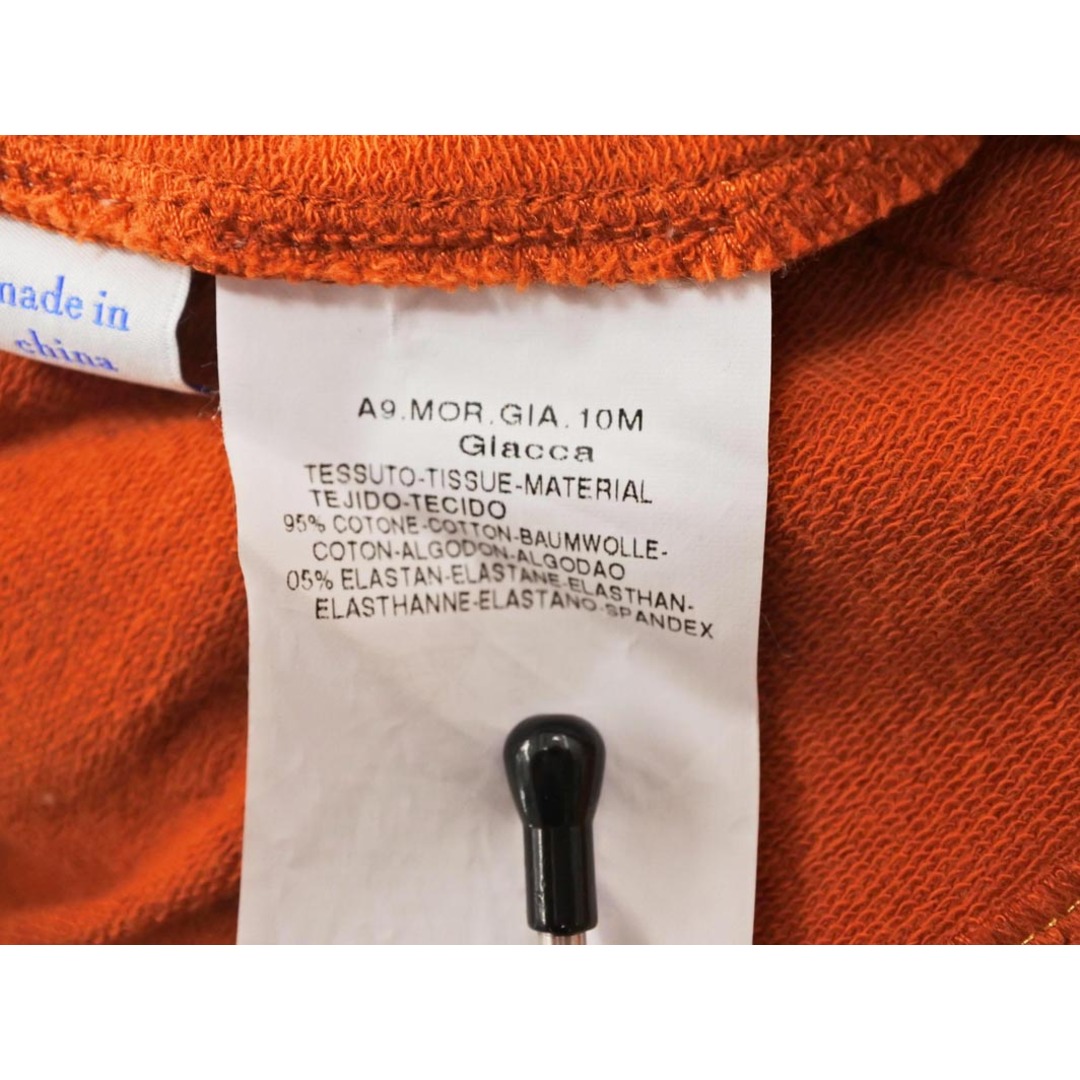 made in
china
A9.MOR.GIA.10M
Giacca
TESSUTO-TISSUE-MATERIAL
TEJIDO-TECIDO
95% COTONE-COTTON-BAUMWOLLE-
COTON-ALGODON-ALGODAO
05% ELASTAN-ELASTANE-ELASTHAN-
ELASTHANNE-ELASTANO-SPANDEX